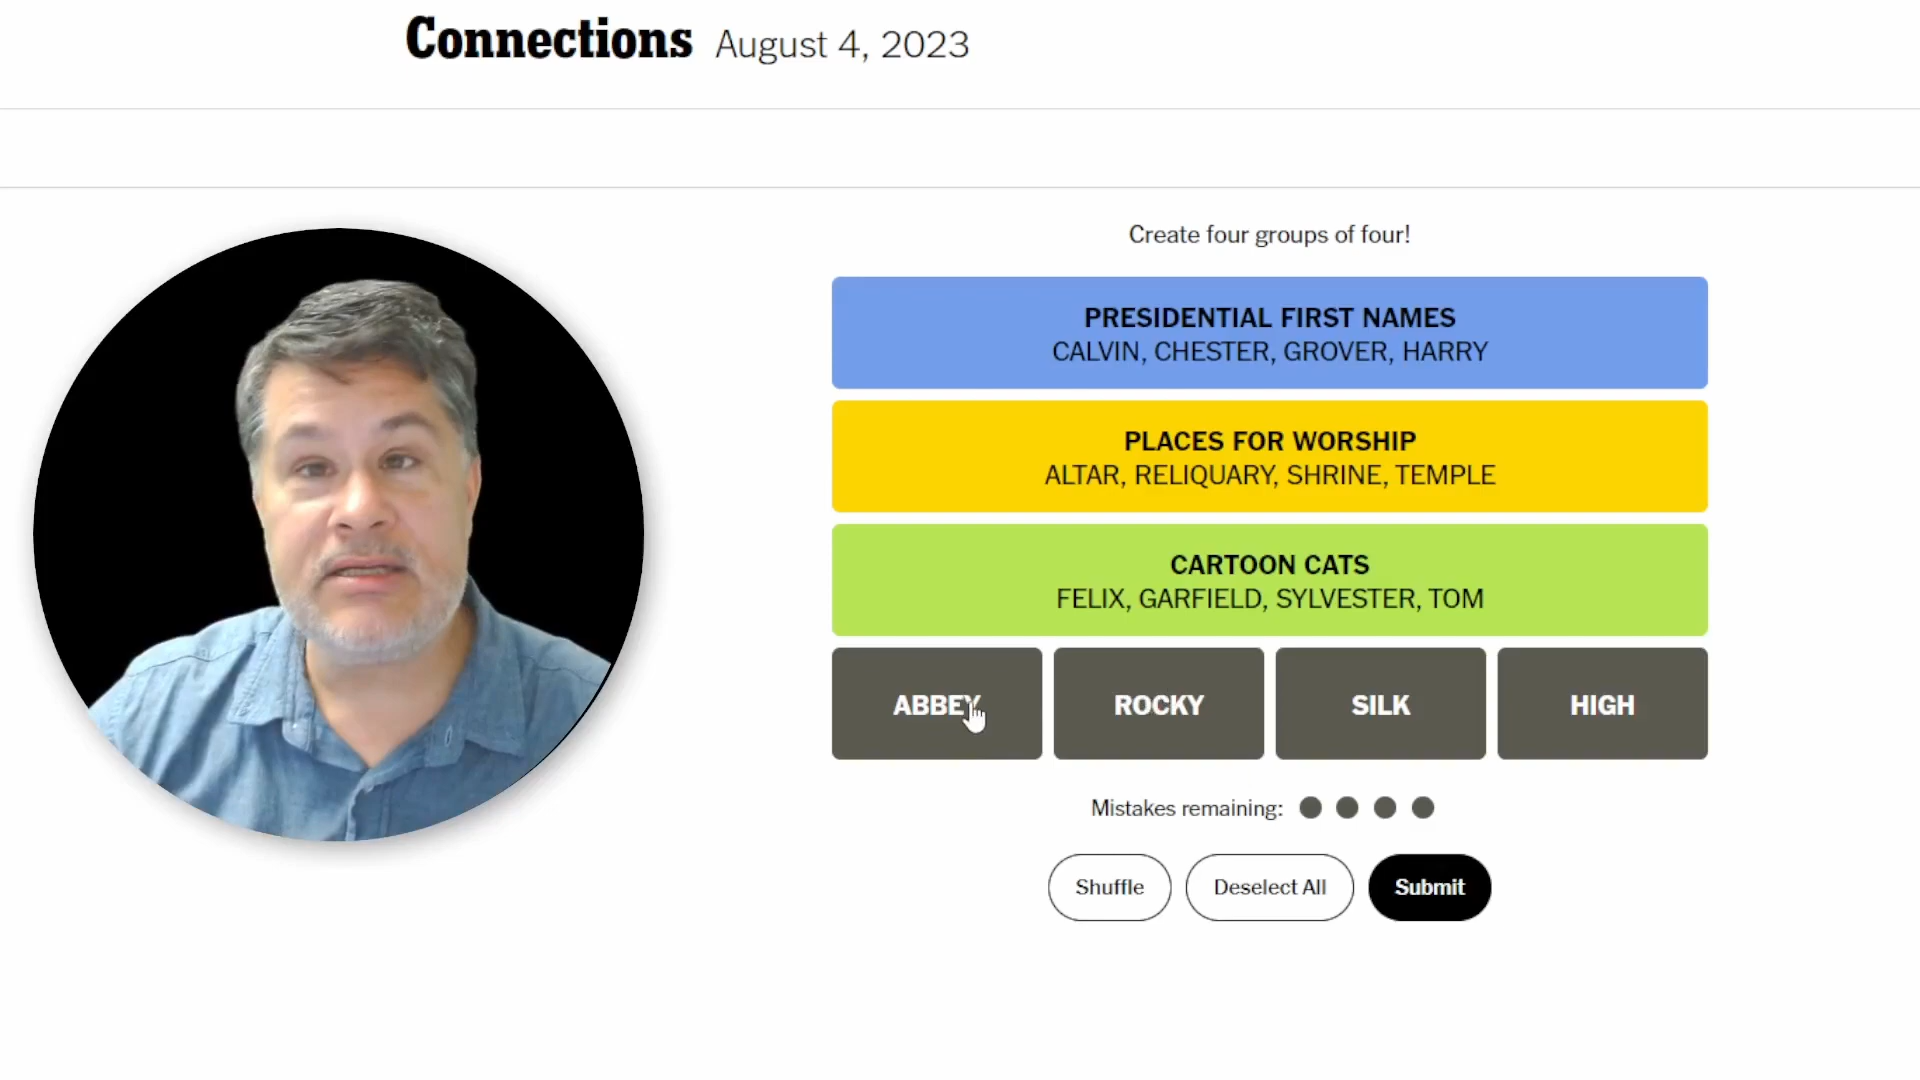 Connections August 4, 2023
Create four groups of four!
PRESIDENTIAL FIRST NAMES
CALVIN, CHESTER, GROVER, HARRY
PLACES FOR WORSHIP
ALTAR, RELIQUARY, SHRINE, TEMPLE
CARTOON CATS
FELIX, GARFIELD, SYLVESTER, TOM
ABBEY ROCKY SILK HIGH
Mistakes remaining:
Shuffle Deselect All Submit